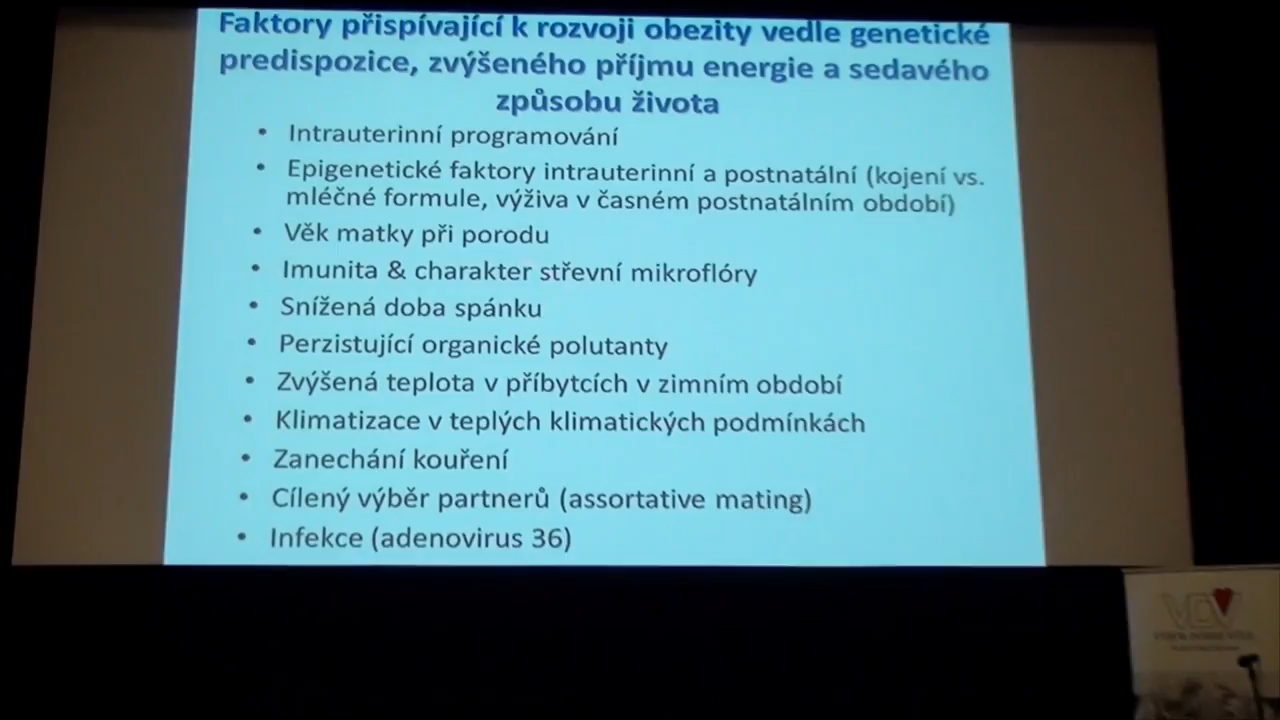 Faktory přispívající k rozvoji obezity vedle genetické
predispozice, zvýšeného příjmu energie a sedavého
způsobu života
• Intrauterinní programování
• Epigenetické faktory intrauterinní a postnatální (kojení vs.
mléčné formule, výživa v časném postnatálním období)
• Věk matky při porodu
• Imunita & charakter střevní mikroflóry
• Snížená doba spánku
• Perzistující organické polutanty
• Zvýšená teplota v příbytcích v zimním období
• Klimatizace v teplých klimatických podmínkách
• Zanechání kouření
• Cílený výběr partnerů (assortative mating)
• Infekce (adenovirus 36)